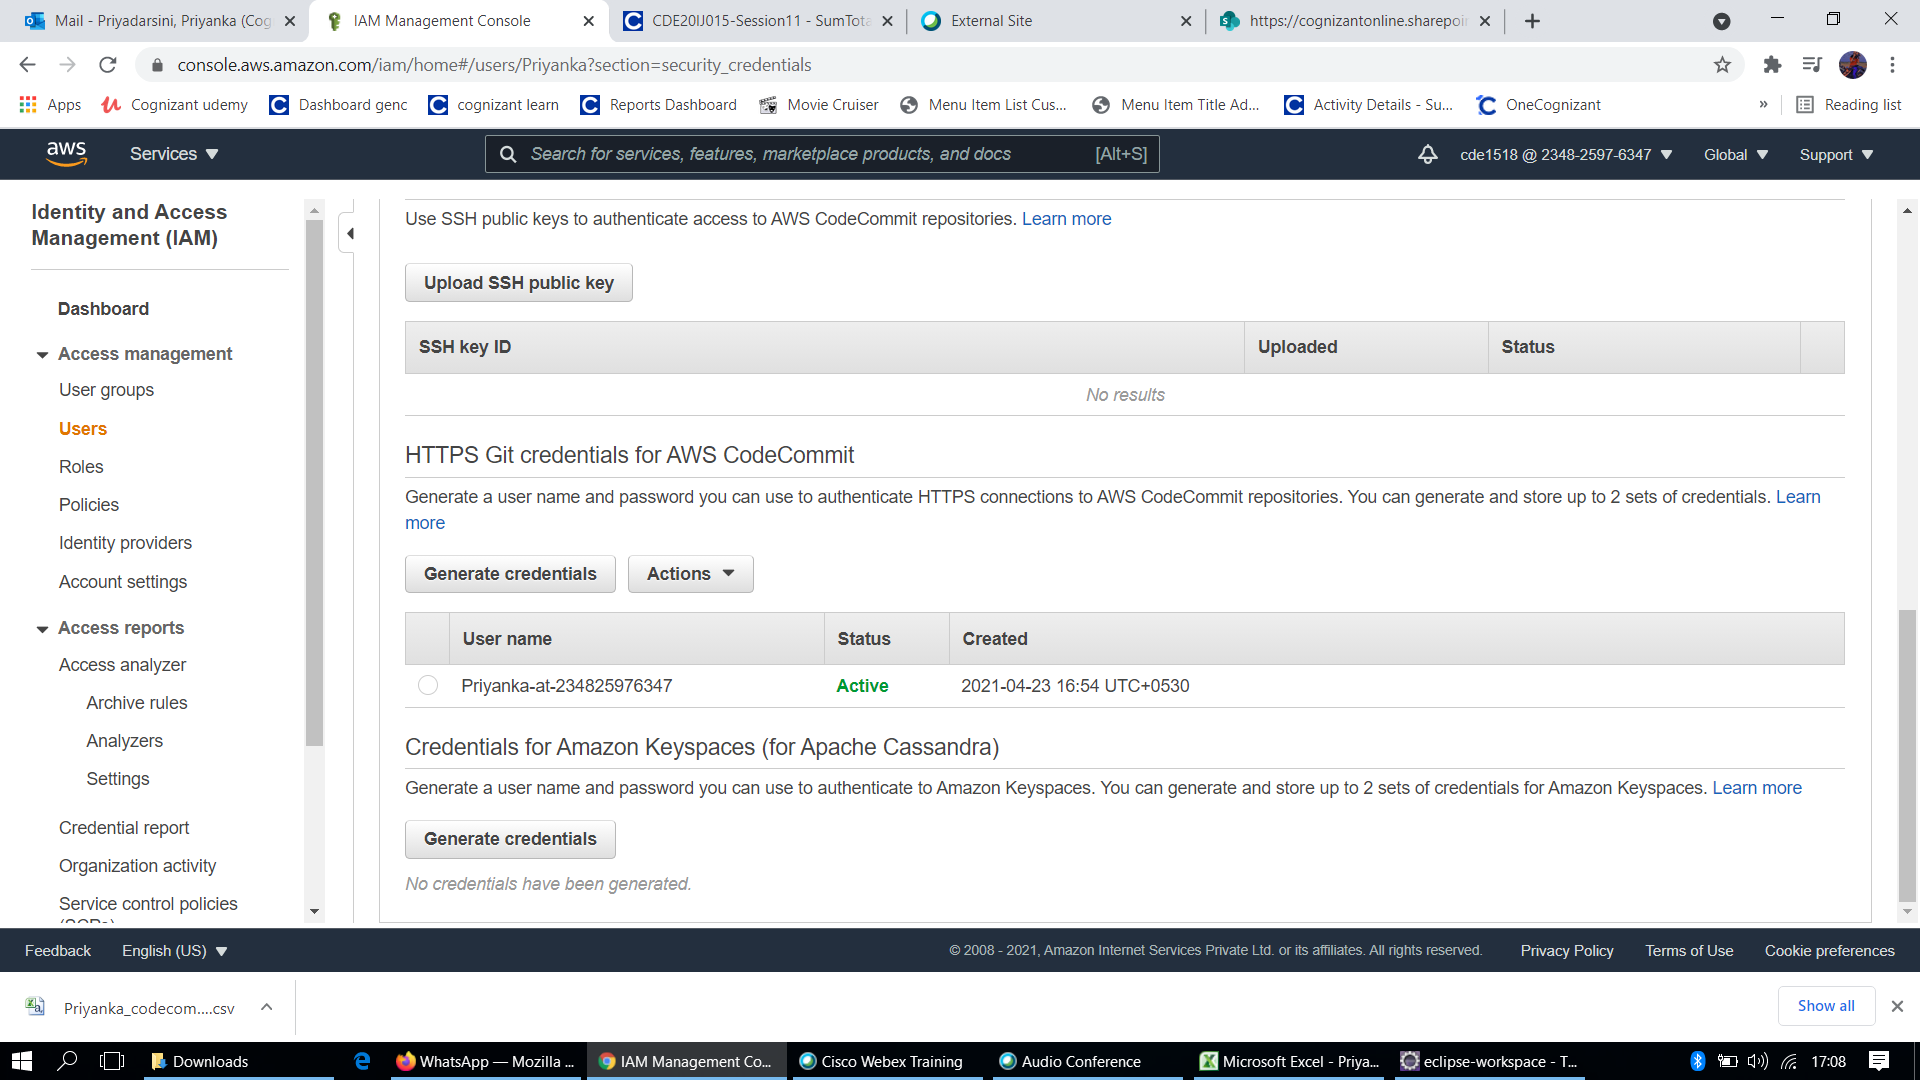 Mail - Priyadarsini, Priyanka (Cog
IAM Management Console
CDE20IJ015-Session11 - SumTota
External Site
https://cognizantonline.sharepoin
console.aws.amazon.com/iam/home#/users/Priyanka?section=security_credentials
Apps
Cognizant udemy
Dashboard genc
cognizant learn
Reports Dashboard
Movie Cruiser
Menu Item List Cus...
Menu Item Title Ad...
Activity Details - Su...
OneCognizant
»
Reading list
aws
Services
Search for services, features, marketplace products, and docs
[Alt+S]
cde1518 @ 2348-2597-6347
Global
Support
Identity and Access
Management (IAM)
Dashboard
Access management
User groups
Users
Roles
Policies
Identity providers
Account settings
Access reports
Access analyzer
Archive rules
Analyzers
Settings
Credential report
Organization activity
Service control policies
(SCPs)
Use SSH public keys to authenticate access to AWS CodeCommit repositories. Learn more
Upload SSH public key
SSH key ID
Uploaded
Status
No results
HTTPS Git credentials for AWS CodeCommit
Generate a user name and password you can use to authenticate HTTPS connections to AWS CodeCommit repositories. You can generate and store up to 2 sets of credentials. Learn
more
Generate credentials
Actions
User name
Status
Created
Priyanka-at-234825976347
Active
2021-04-23 16:54 UTC+0530
Credentials for Amazon Keyspaces (for Apache Cassandra)
Generate a user name and password you can use to authenticate to Amazon Keyspaces. You can generate and store up to 2 sets of credentials for Amazon Keyspaces. Learn more
Generate credentials
No credentials have been generated.
Feedback
English (US)
© 2008 - 2021, Amazon Internet Services Private Ltd. or its affiliates. All rights reserved.
Privacy Policy
Terms of Use
Cookie preferences
Priyanka_codecom....csv
Show all
Downloads
WhatsApp — Mozilla ...
IAM Management Co...
Cisco Webex Training
Audio Conference
Microsoft Excel - Priya...
eclipse-workspace - T...
17:08